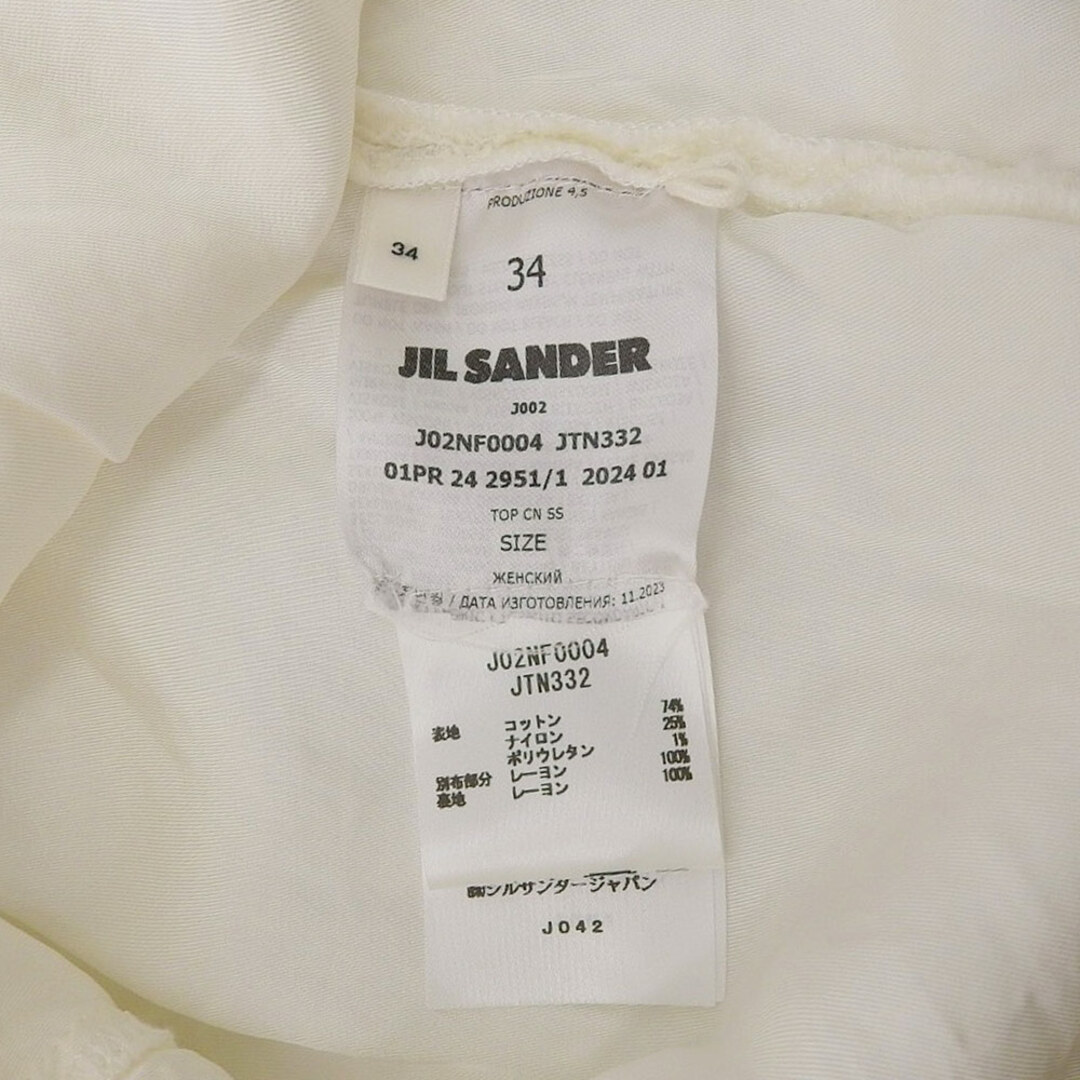 PRODUZIONE 4,5
34
34
JIL SANDER
J002
J02NF0004 JTN332
01PR 24 2951/1 2024 01
TOP CN SS
SIZE
ЖЕНСКИЙ
/ ДАТА ИЗГОТОВЛЕНИЯ: 11.2023
J02NF0004
JTN332
表地 コットン 74%
ナイロン 25%
ポリウレタン 1%
別布部分 レーヨン 100%
裏地 レーヨン 100%
㈱ジルサンダージャパン
J042